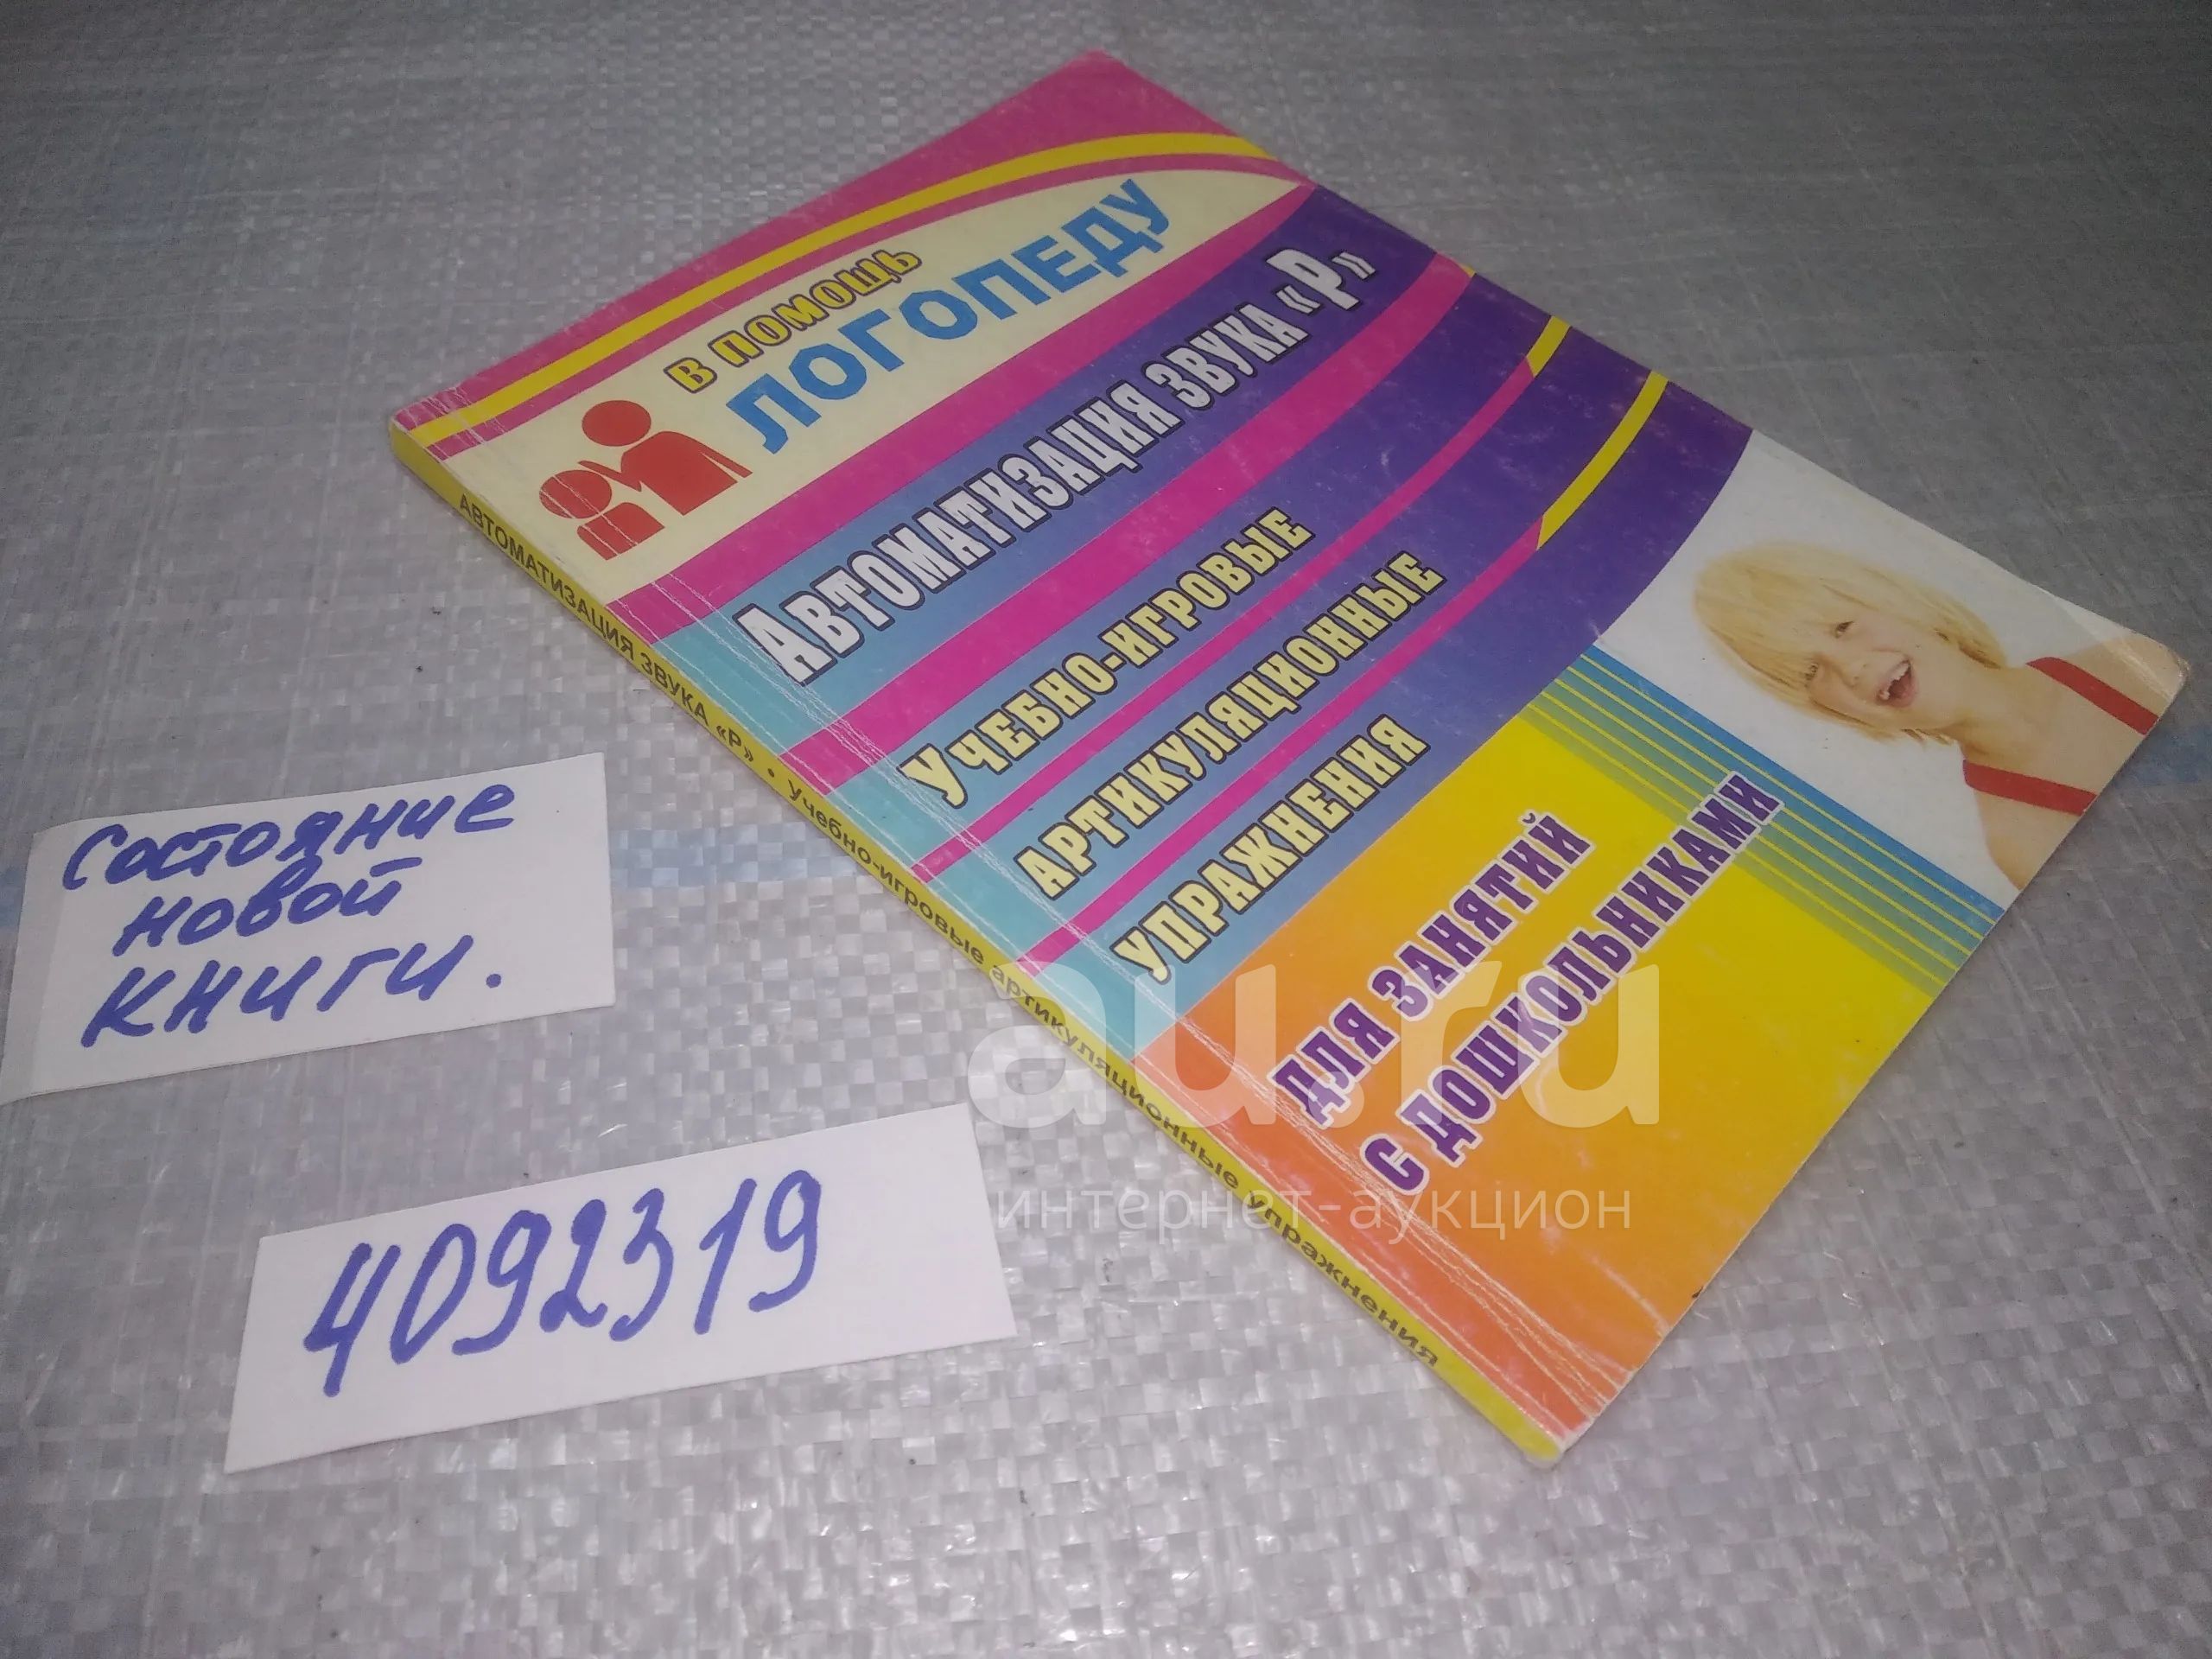 В ПОМОЩЬ
ЛОГОПЕДУ
АВТОМАТИЗАЦИЯ ЗВУКА «Р»
УЧЕБНО-ИГРОВЫЕ
АРТИКУЛЯЦИОННЫЕ
УПРАЖНЕНИЯ
ДЛЯ ЗАНЯТИЙ
С ДОШКОЛЬНИКАМИ
АВТОМАТИЗАЦИЯ ЗВУКА «Р» • Учебно-игровые артикуляционные упражнения
Состояние
новой
книги.
4092319
au.ru
интернет-аукцион